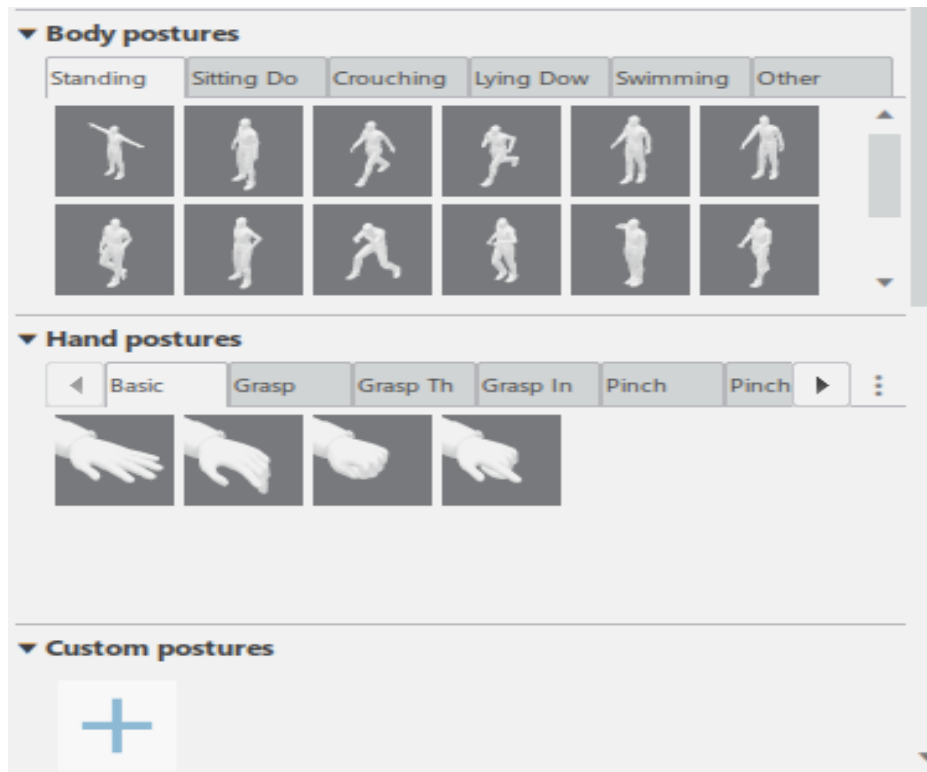 Body postures
Standing Sitting Do Crouching Lying Dow Swimming Other
Hand postures
Basic Grasp Grasp Th Grasp In Pinch Pinch
Custom postures